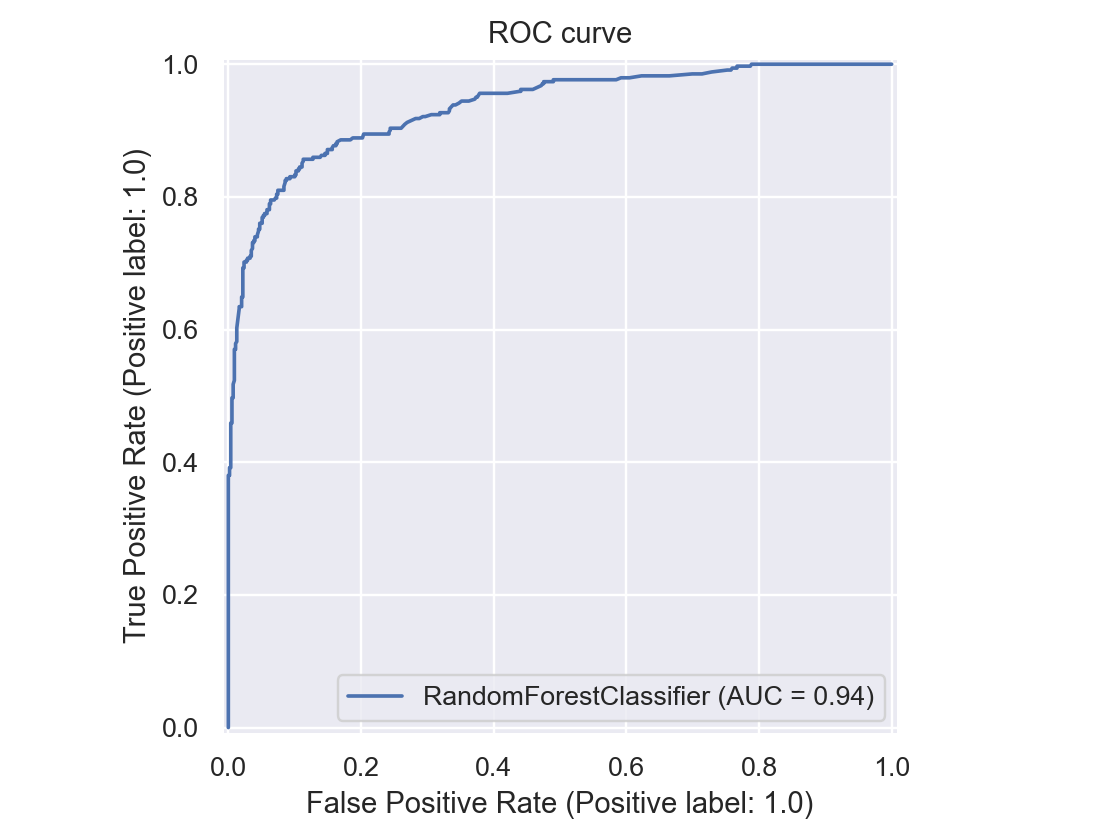 ROC curve
1.0
0.8
0.6
0.4
0.2
0.0
True Positive Rate (Positive label: 1.0)
RandomForestClassifier (AUC = 0.94)
0.0 0.2 0.4 0.6 0.8 1.0
False Positive Rate (Positive label: 1.0)